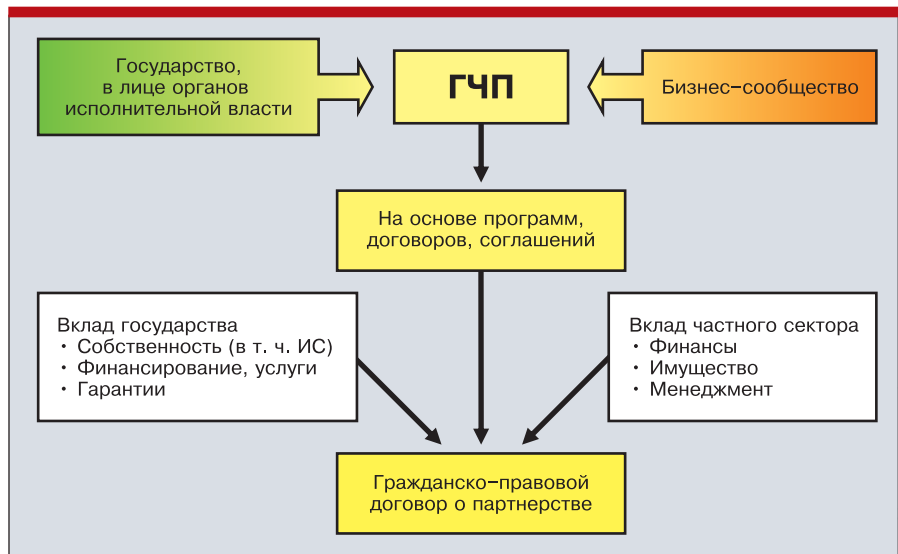 Государство,
в лице органов
исполнительной власти
ГЧП
Бизнес-сообщество
На основе программ,
договоров, соглашений
Вклад государства
• Собственность (в т. ч. ИС)
• Финансирование, услуги
• Гарантии
Вклад частного сектора
• Финансы
• Имущество
• Менеджмент
Гражданско-правовой
договор о партнерстве